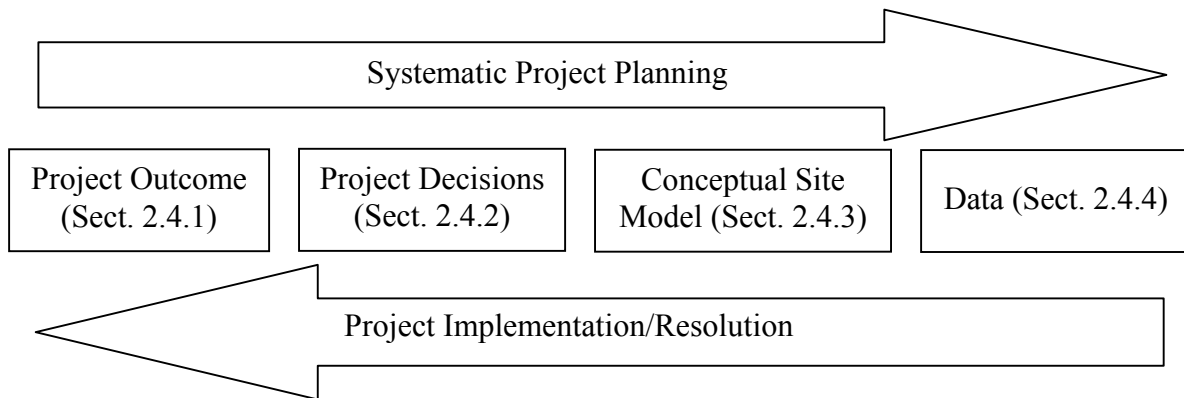 Systematic Project Planning
Project Outcome
(Sect. 2.4.1)
Project Decisions
(Sect. 2.4.2)
Conceptual Site
Model (Sect. 2.4.3)
Data (Sect. 2.4.4)
Project Implementation/Resolution